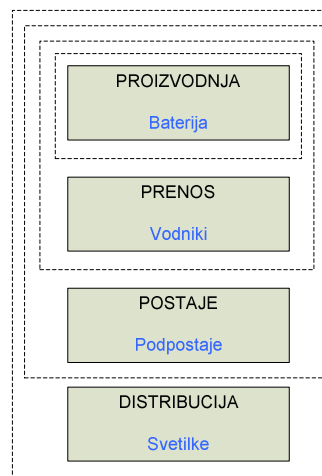 PROIZVODNJA
Baterija
PRENOS
Vodniki
POSTAJE
Podpostaje
DISTRIBUCIJA
Svetilke